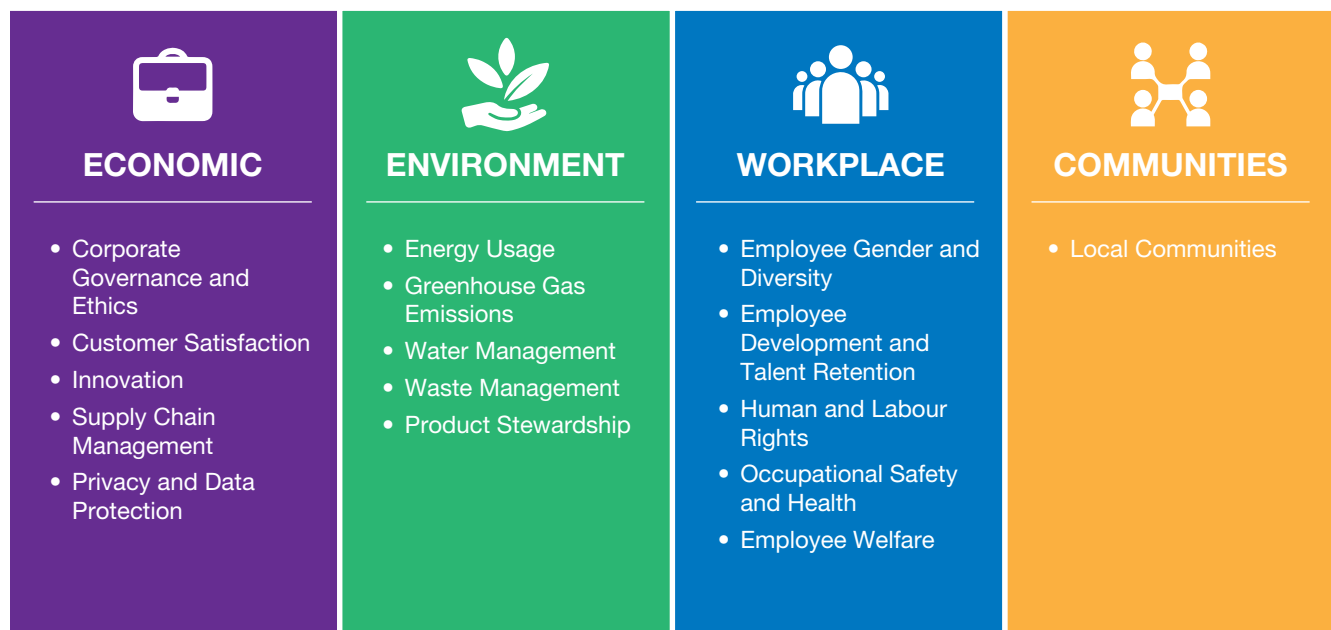 ECONOMIC
• Corporate
Governance and
Ethics
• Customer Satisfaction
• Innovation
• Supply Chain
Management
• Privacy and Data
Protection
ENVIRONMENT
• Energy Usage
• Greenhouse Gas
Emissions
• Water Management
• Waste Management
• Product Stewardship
WORKPLACE
• Employee Gender and
Diversity
• Employee
Development and
Talent Retention
• Human and Labour
Rights
• Occupational Safety
and Health
• Employee Welfare
COMMUNITIES
• Local Communities